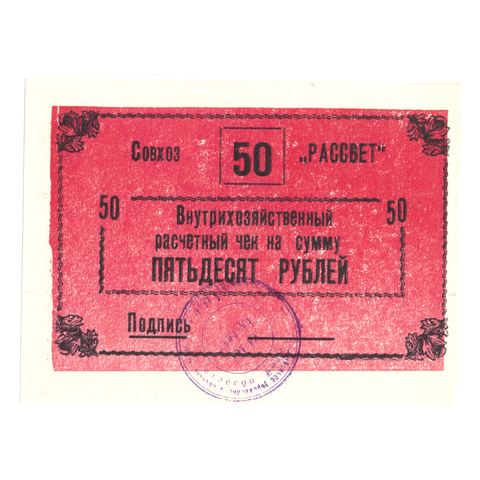 Совхоз 50 „РАССВЕТ"
50 Внутрихозяйственный 50
расчетный чек на сумму
ПЯТЬДЕСЯТ РУБЛЕЙ
Подпись